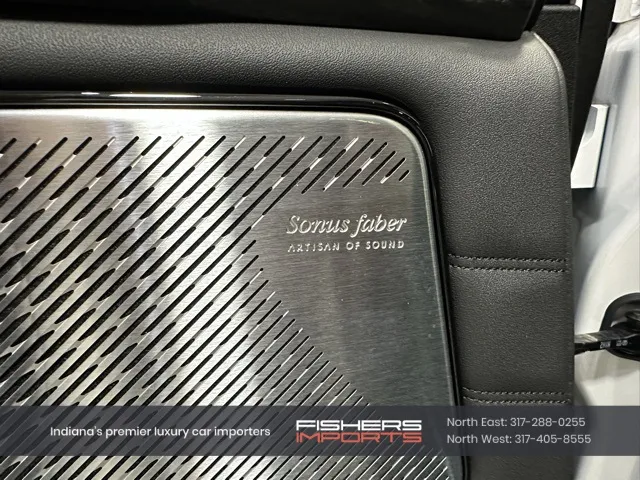 Sonus faber
ARTISAN OF SOUND
Indiana's premier luxury car importers
FISHERS
IMPORTS
North East: 317-288-0255
North West: 317-405-8555